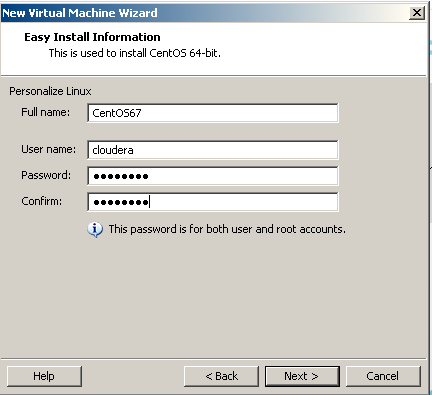 New Virtual Machine Wizard
Easy Install Information
This is used to install CentOS 64-bit.
Personalize Linux
Full name: CentOS67
User name: cloudera
Password: ●●●●●●●●
Confirm: ●●●●●●●●
This password is for both user and root accounts.
Help < Back Next > Cancel